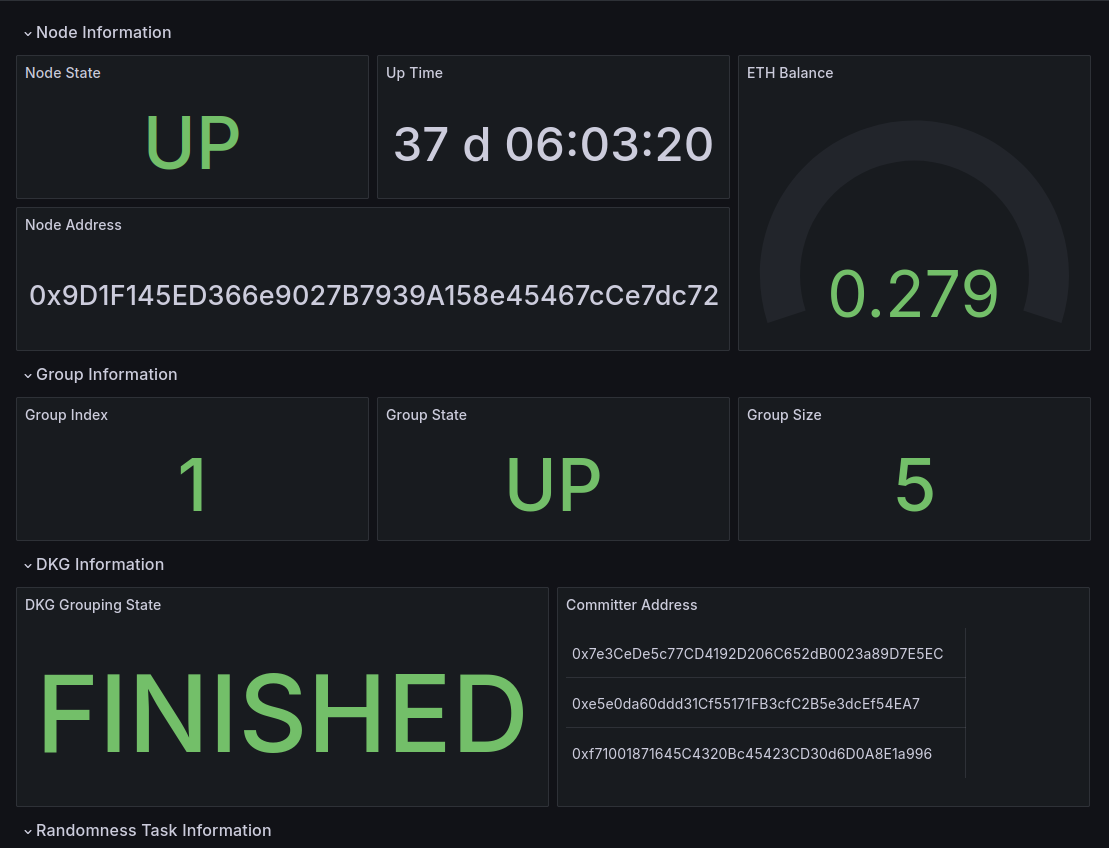 Node Information
Node State
UP
Up Time
37 d 06:03:20
ETH Balance
0.279
Node Address
0x9D1F145ED366e9027B7939A158e45467cCe7dc72
Group Information
Group Index
1
Group State
UP
Group Size
5
DKG Information
DKG Grouping State
FINISHED
Committer Address
0x7e3CeDe5c77CD4192D206C652dB0023a89D7E5EC
0xe5e0da60ddd31Cf55171FB3cfC2B5e3dcEf54EA7
0xf71001871645C4320Bc45423CD30d6D0A8E1a996
Randomness Task Information